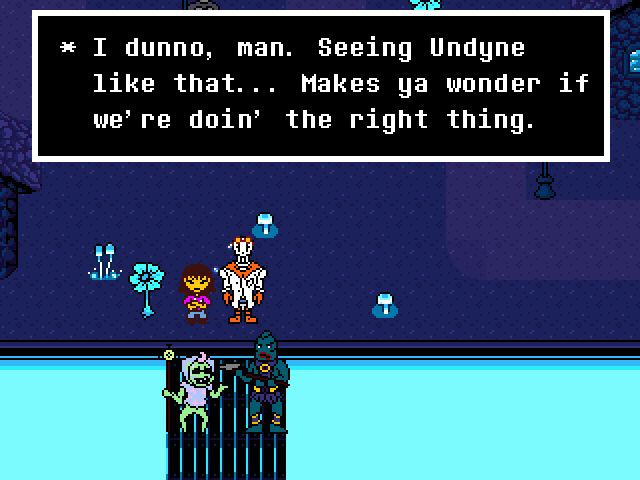 * I dunno, man. Seeing Undyne
like that... Makes ya wonder if
we're doin' the right thing.